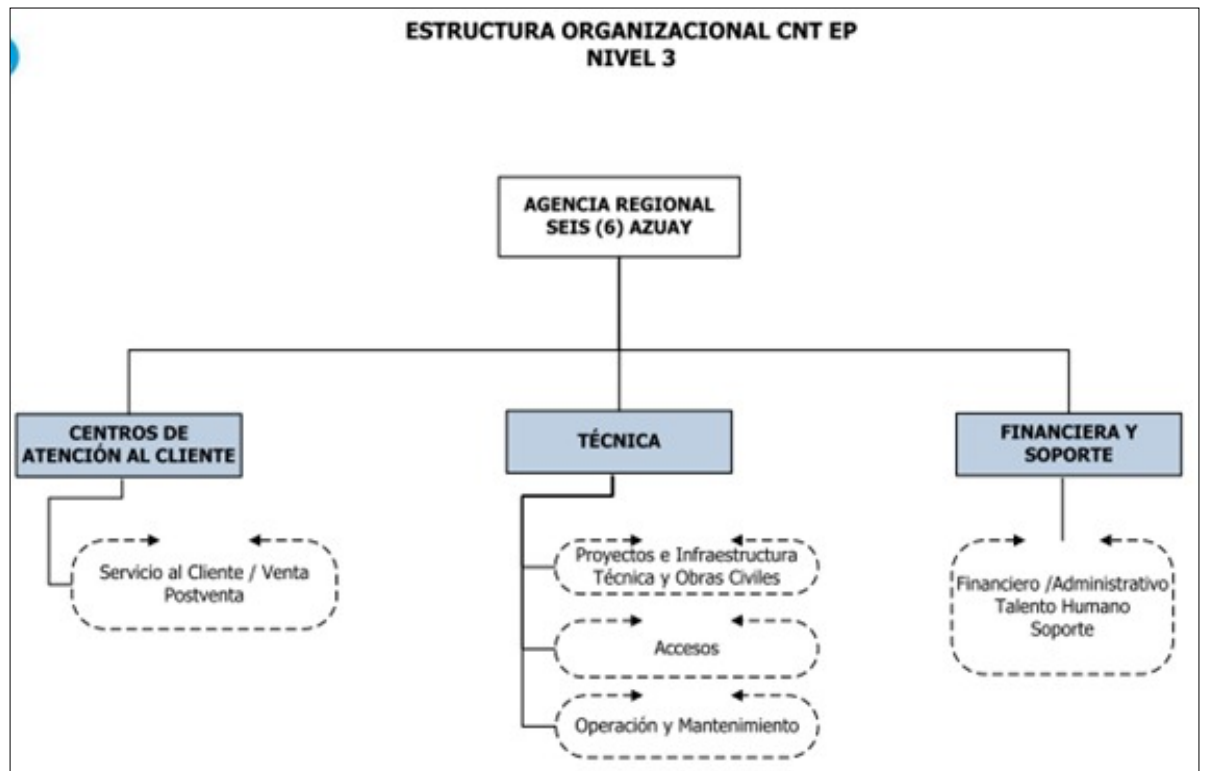 ESTRUCTURA ORGANIZACIONAL CNT EP
NIVEL 3
AGENCIA REGIONAL
SEIS (6) AZUAY
CENTROS DE
ATENCIÓN AL CLIENTE
Servicio al Cliente / Venta
Postventa
TÉCNICA
Proyectos e Infraestructura
Técnica y Obras Civiles
Accesos
Operación y Mantenimiento
FINANCIERA Y
SOPORTE
Financiero /Administrativo
Talento Humano
Soporte